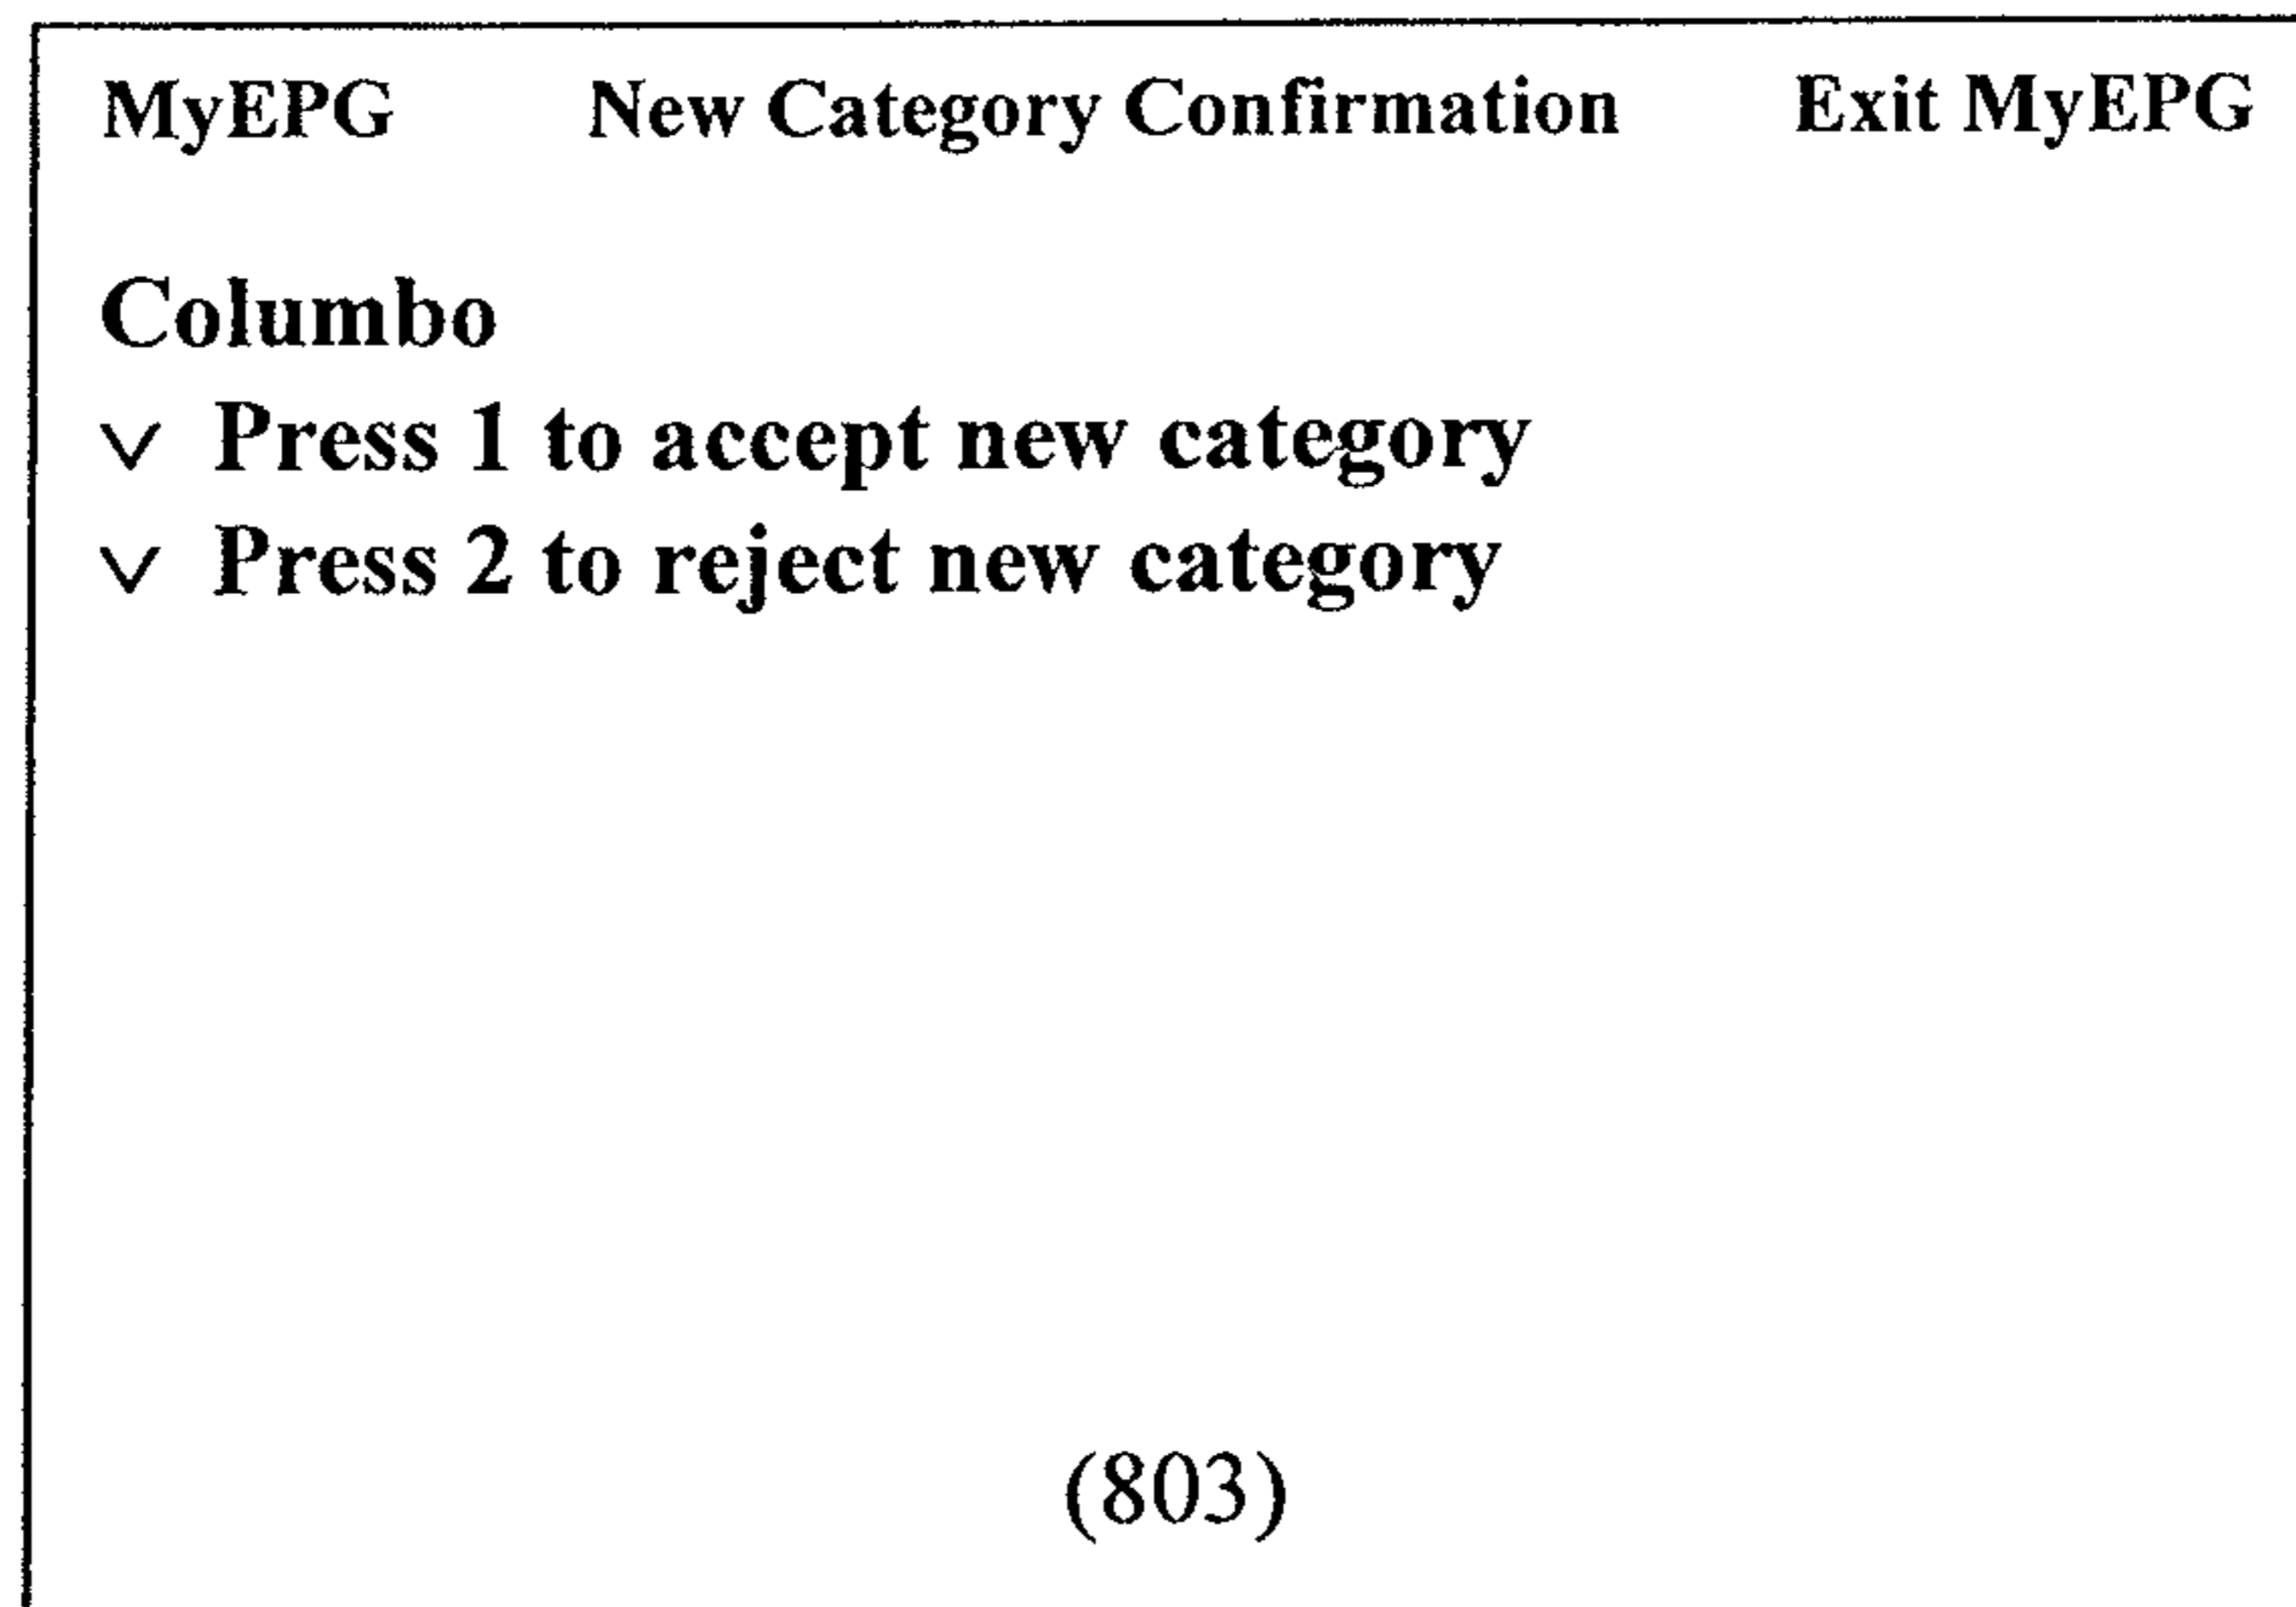 MyEPG New Category Confirmation Exit MyEPG
Columbo
∨ Press 1 to accept new category
∨ Press 2 to reject new category
(803)